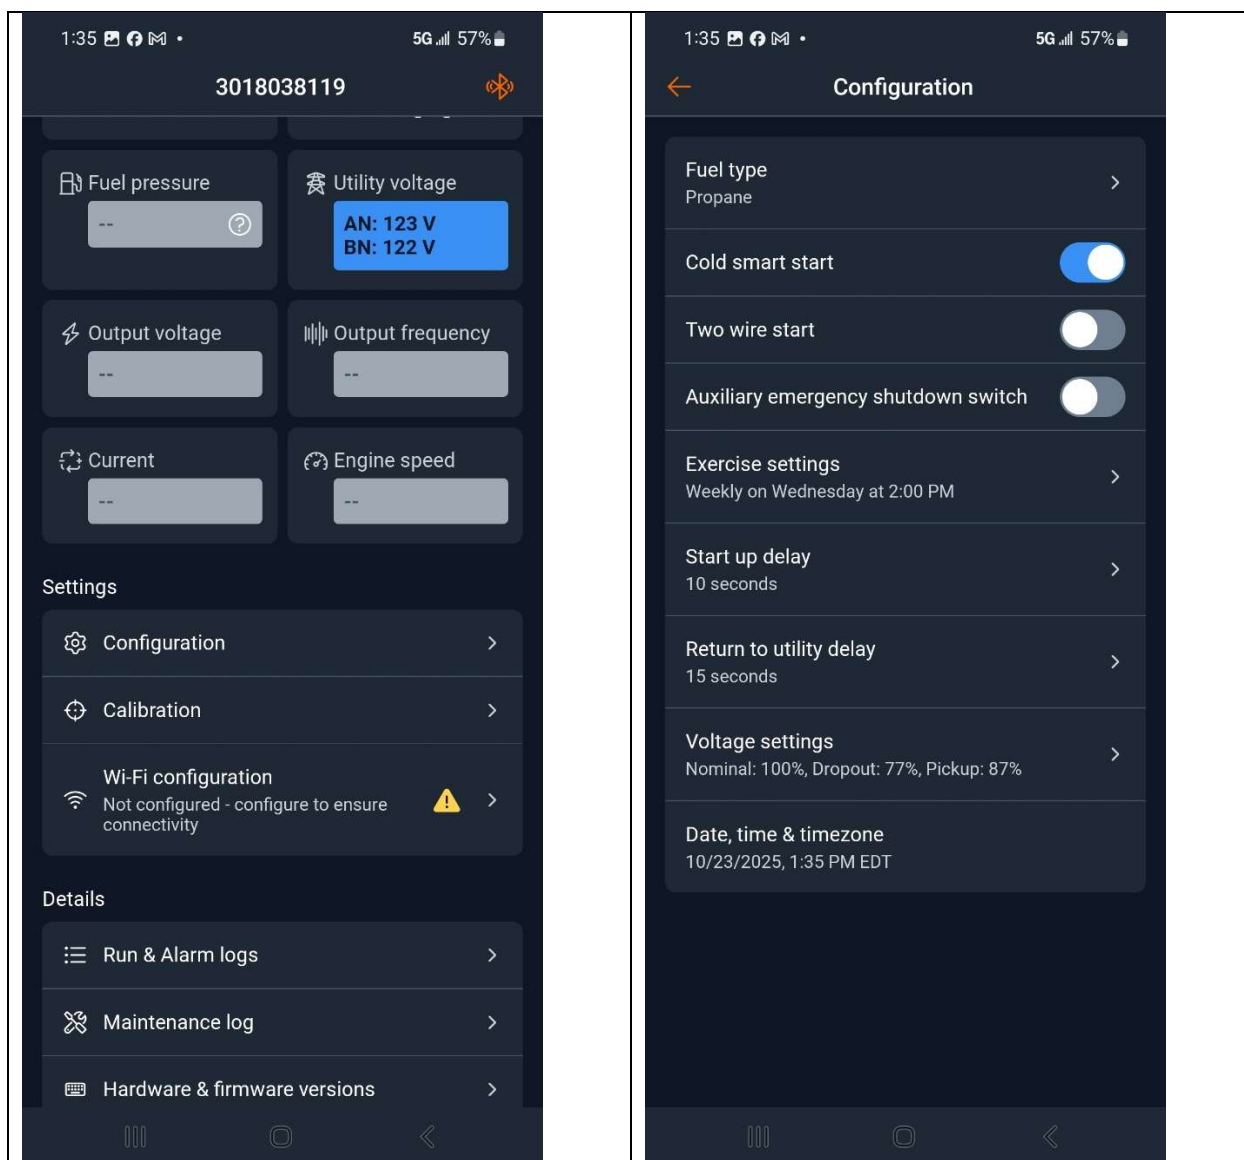 1:35
5G 57%
3018038119
Fuel pressure
--
?
Utility voltage
AN: 123 V
BN: 122 V
Output voltage
--
Output frequency
--
Current
--
Engine speed
--
Settings
Configuration
Calibration
Wi-Fi configuration
Not configured - configure to ensure
connectivity
Details
Run & Alarm logs
Maintenance log
Hardware & firmware versions
1:35
5G 57%
Configuration
Fuel type
Propane
Cold smart start
Two wire start
Auxiliary emergency shutdown switch
Exercise settings
Weekly on Wednesday at 2:00 PM
Start up delay
10 seconds
Return to utility delay
15 seconds
Voltage settings
Nominal: 100%, Dropout: 77%, Pickup: 87%
Date, time & timezone
10/23/2025, 1:35 PM EDT